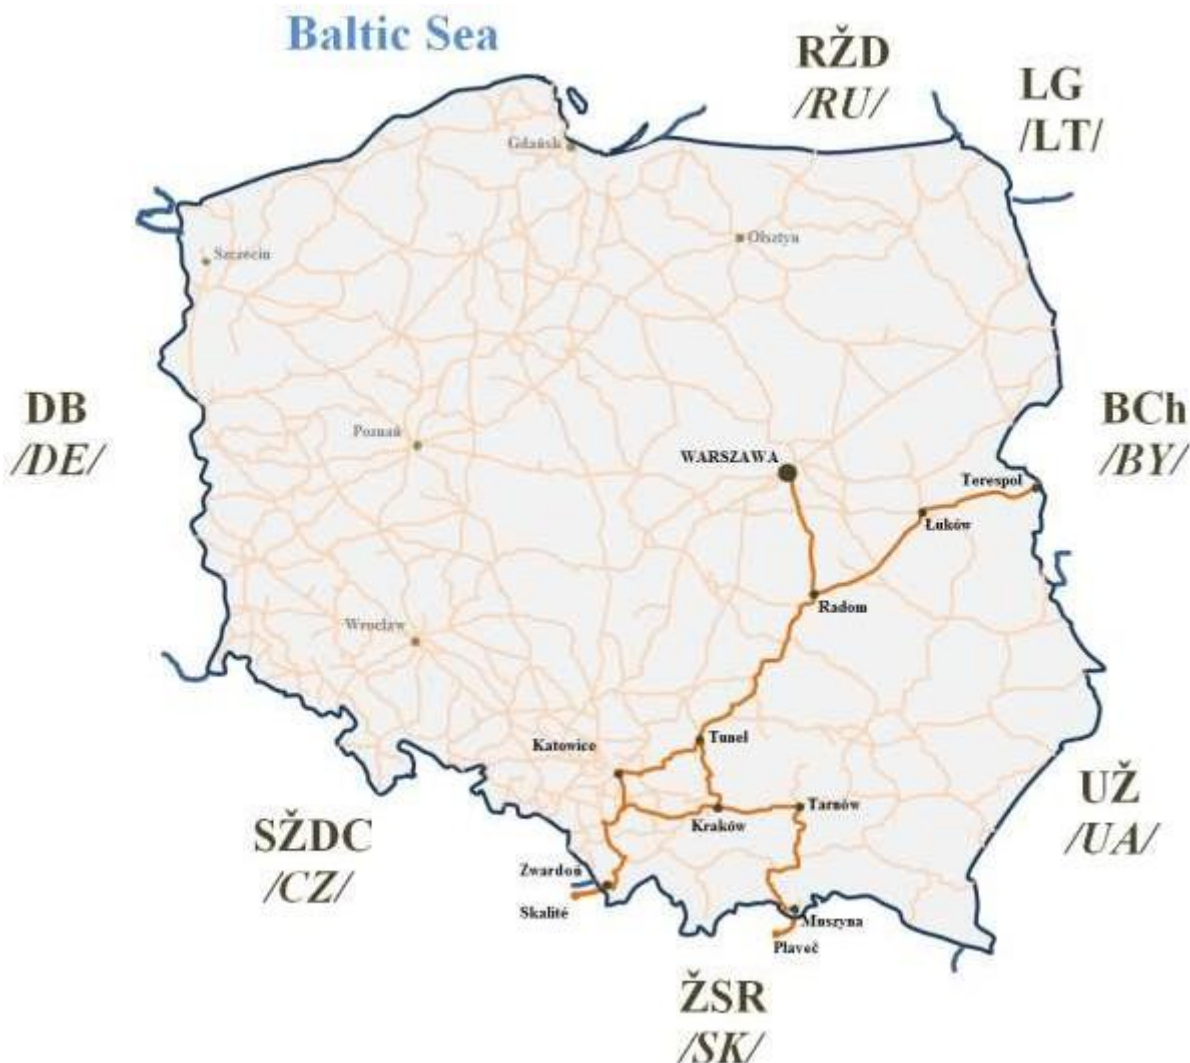 Baltic Sea
RŽD
/RU/
LG
/LT/
Gdańsk
Olsztyn
Szczecin
DB
/DE/
BCh
/BY/
Poznań
WARSZAWA
Terespol
Łuków
Radom
Wrocław
Tunel
Katowice
Tarnów
Kraków
UŻ
/UA/
SŽDC
/CZ/
Zwardoń
Skalité
Muszyna
Plaveč
ŽSR
/SK/